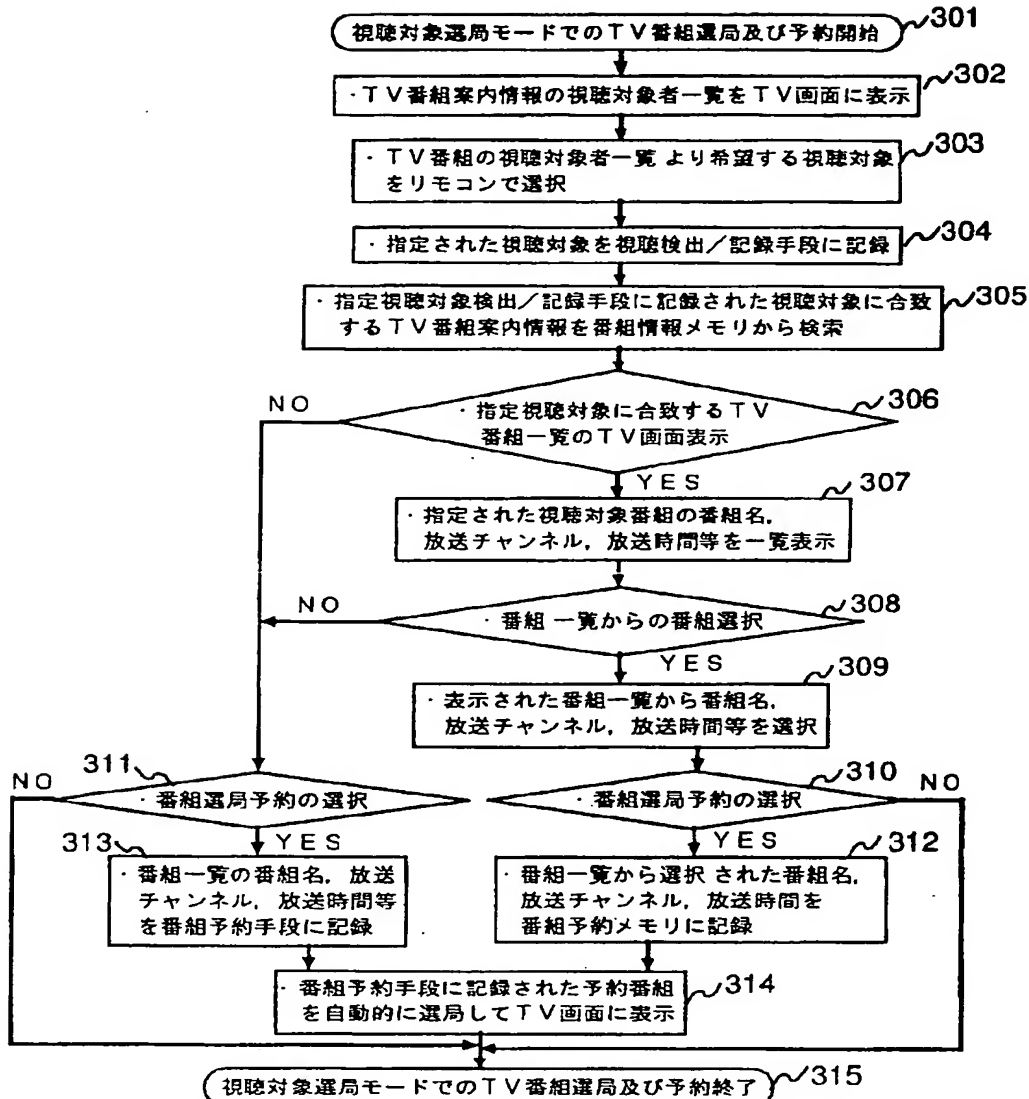 視聴対象選局モードでのTV番組選局及び予約開始
301
302
・TV番組案内情報の視聴対象者一覧をTV画面に表示
303
・TV番組の視聴対象者一覧より希望する視聴対象
をリモコンで選択
304
・指定された視聴対象を視聴検出/記録手段に記録
305
・指定視聴対象検出/記録手段に記録された視聴対象に合致
するTV番組案内情報を番組情報メモリから検索
NO
306
・指定視聴対象に合致するTV
番組一覧のTV画面表示
YES
307
・指定された視聴対象番組の番組名,
放送チャンネル,放送時間等を一覧表示
NO
308
・番組一覧からの番組選択
YES
309
・表示された番組一覧から番組名,
放送チャンネル,放送時間等を選択
311
NO
・番組選局予約の選択
310
NO
・番組選局予約の選択
313
YES
YES
312
・番組一覧の番組名,放送
チャンネル,放送時間等
を番組予約手段に記録
・番組一覧から選択された番組名,
放送チャンネル,放送時間を
番組予約メモリに記録
・番組予約手段に記録された予約番組
を自動的に選局してTV画面に表示
314
視聴対象選局モードでのTV番組選局及び予約終了
315